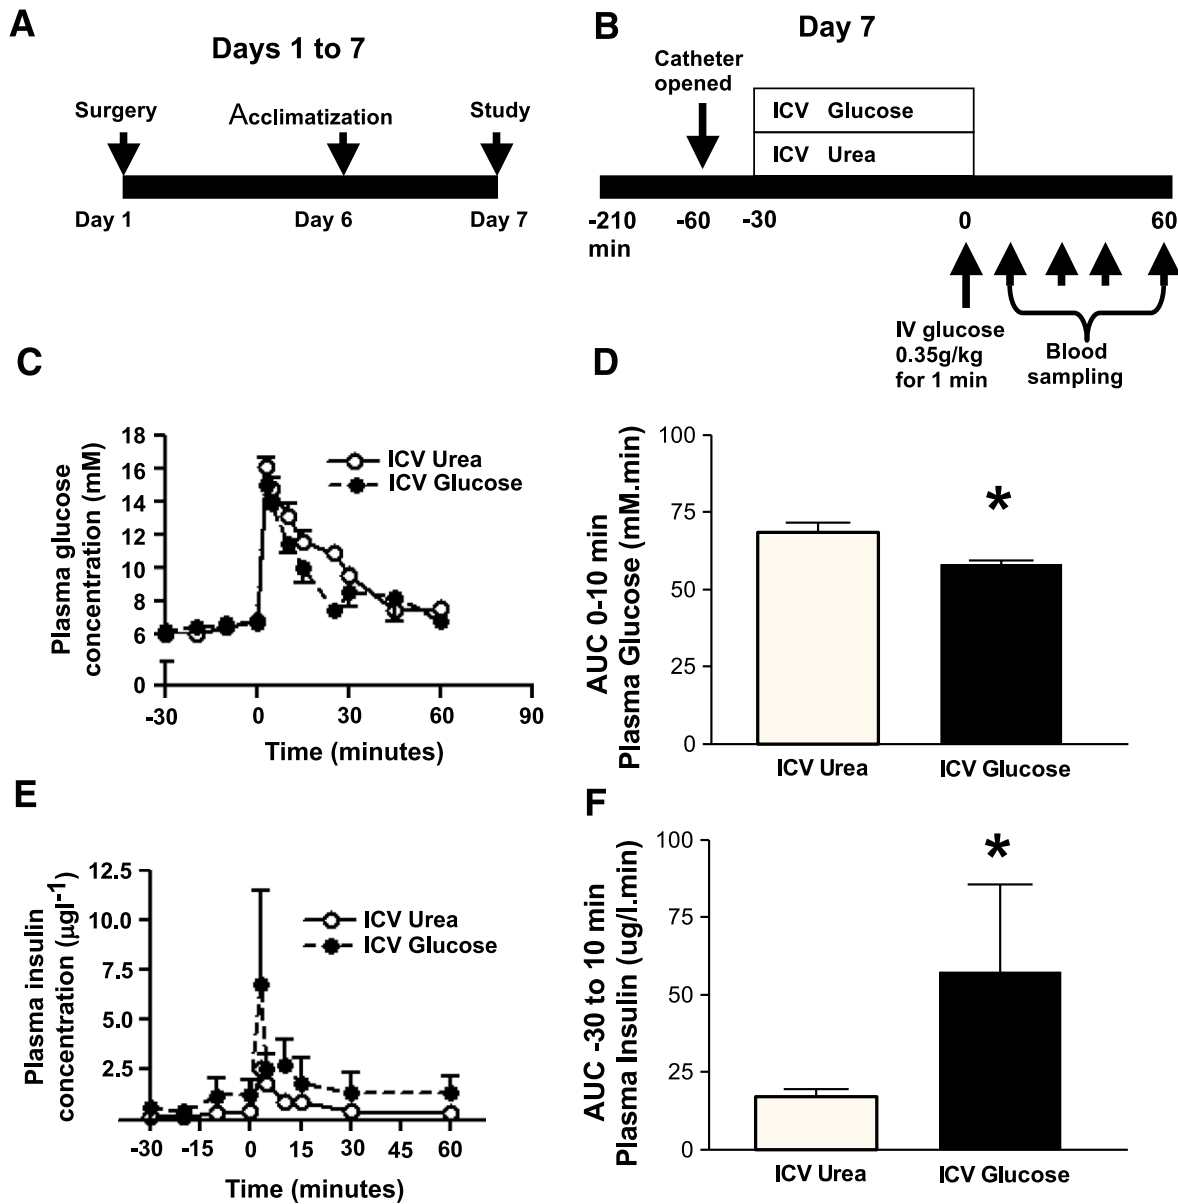 A
Days 1 to 7
Surgery
Acclimatization
Study
Day 1
Day 6
Day 7
B
Day 7
Catheter
opened
ICV Glucose
ICV Urea
-210
min
-60
-30
0
60
IV glucose
0.35g/kg
for 1 min
Blood
sampling
C
Plasma glucose
concentration (mM)
18
16
14
12
10
8
6
0
ICV Urea
ICV Glucose
-30
0
30
60
90
Time (minutes)
D
AUC 0-10 min
Plasma Glucose (mM.min)
100
75
50
25
0
*
ICV Urea
ICV Glucose
E
Plasma insulin
concentration (µgl-1)
12.5
10.0
7.5
5.0
2.5
ICV Urea
ICV Glucose
-30
-15
0
15
30
45
60
Time (minutes)
F
AUC -30 to 10 min
Plasma Insulin (ug/l.min)
100
75
50
25
0
*
ICV Urea
ICV Glucose